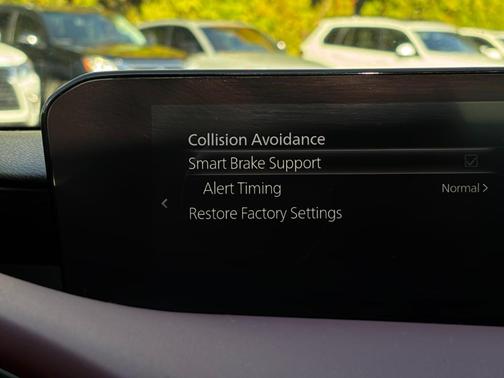 Collision Avoidance
Smart Brake Support
Alert Timing Normal >
Restore Factory Settings